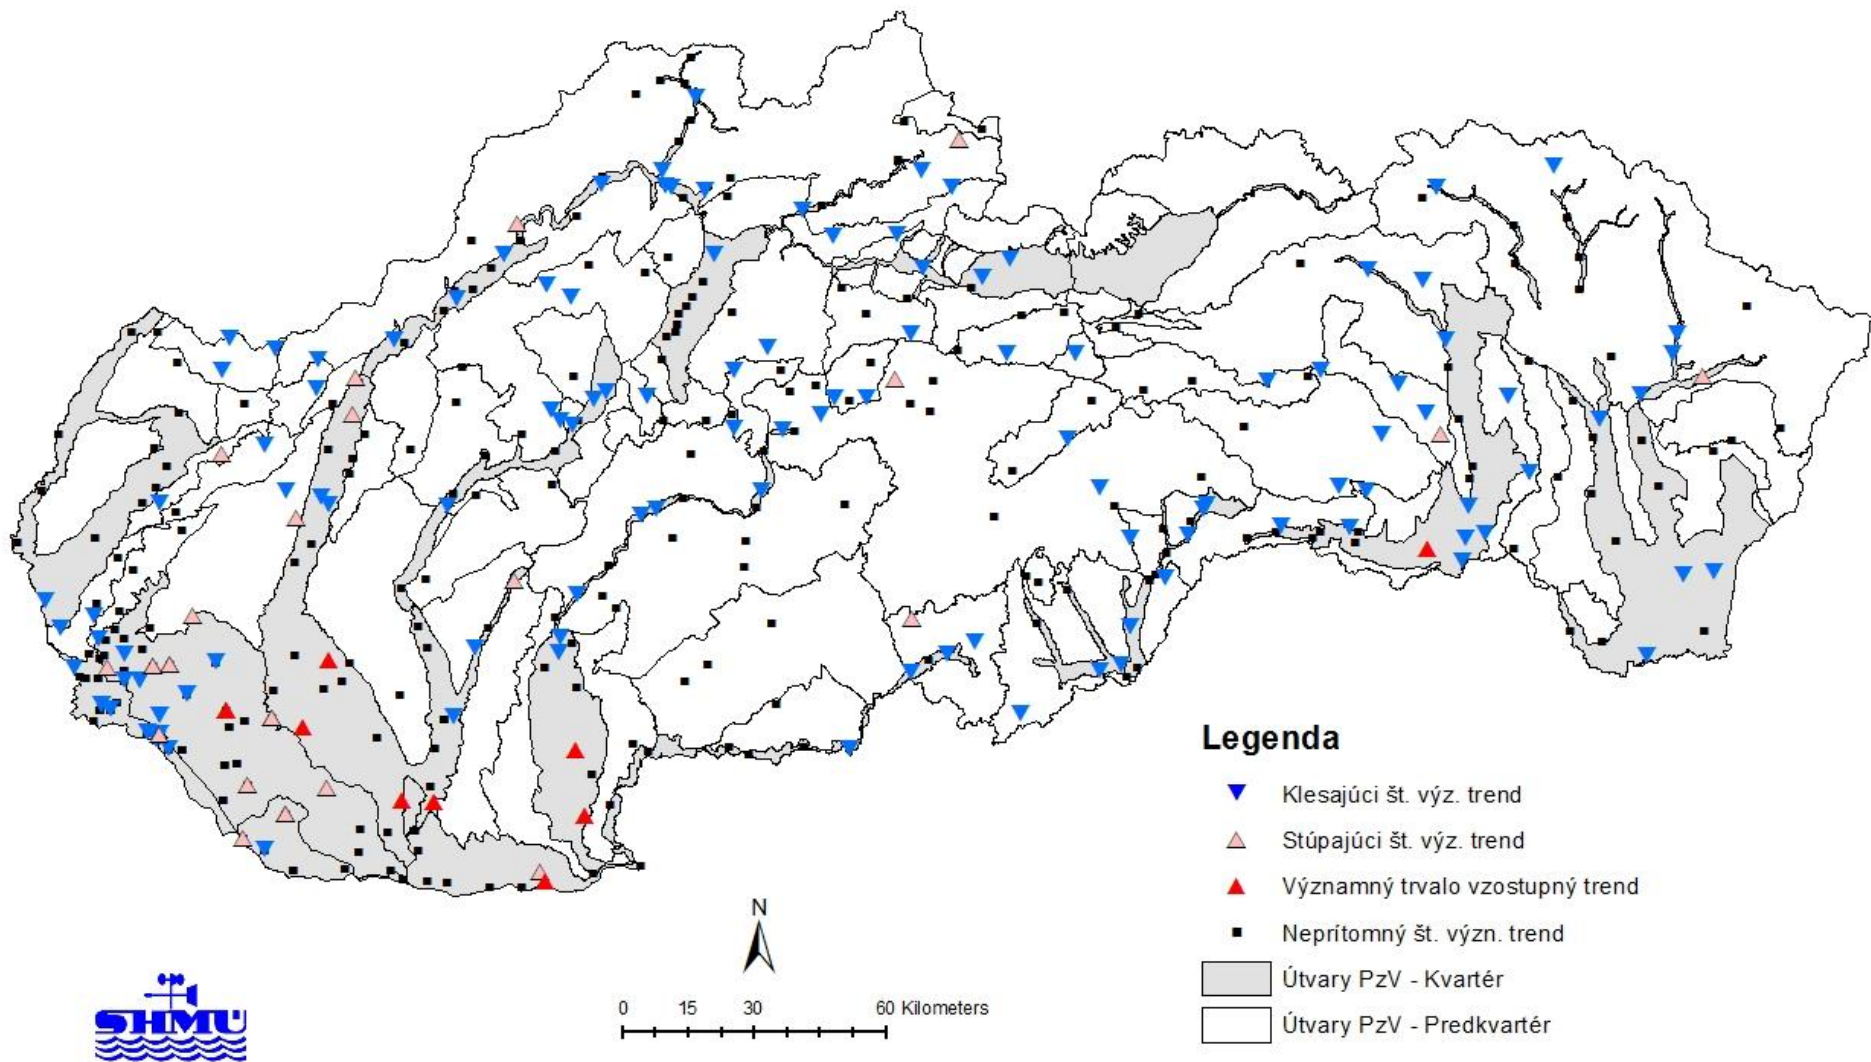 Legenda
Klesajúci št. výz. trend
Stúpajúci št. výz. trend
Významný trvalo vzostupný trend
Neprítomný št. význ. trend
Útvary PzV - Kvartér
Útvary PzV - Predkvartér
N
0 15 30 60 Kilometers
SHMÚ